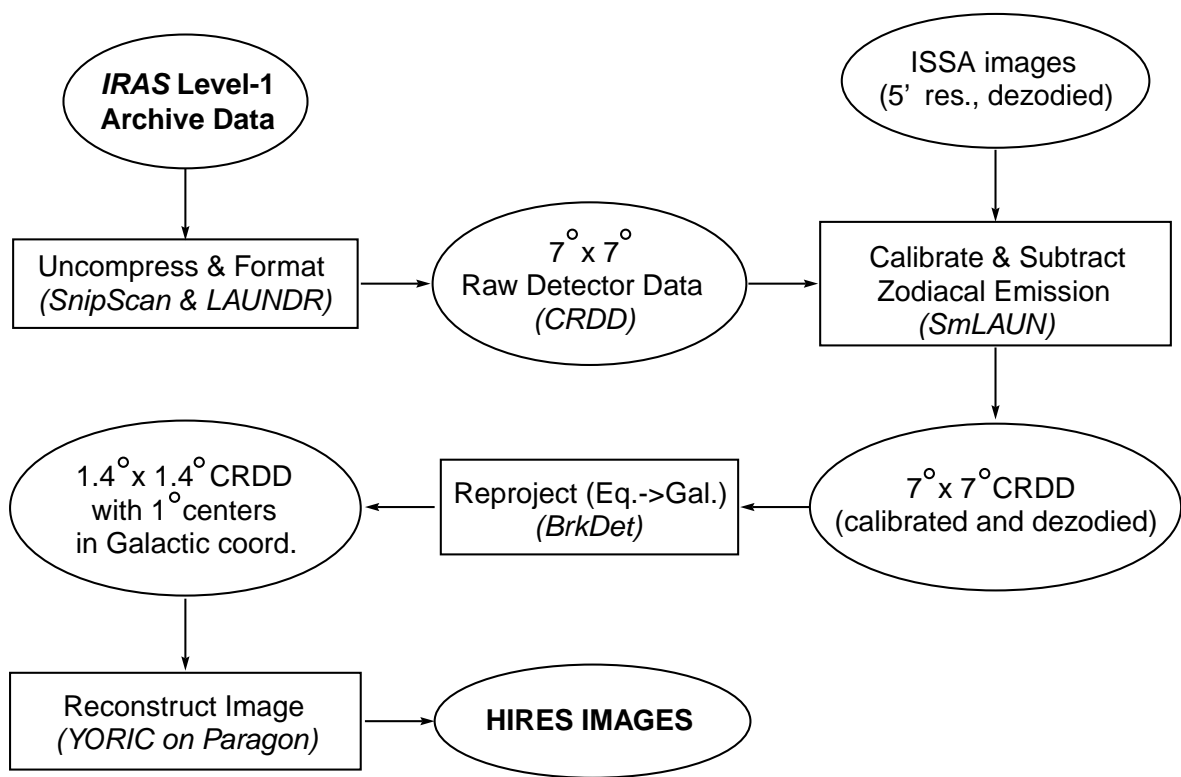 IRAS Level-1
Archive Data
ISSA images
(5' res., dezodied)
Uncompress & Format
(SnipScan & LAUNDR)
7° x 7°
Raw Detector Data
(CRDD)
Calibrate & Subtract
Zodiacal Emission
(SmLAUN)
1.4° x 1.4° CRDD
with 1° centers
in Galactic coord.
Reproject (Eq.->Gal.)
(BrkDet)
7° x 7° CRDD
(calibrated and dezodied)
Reconstruct Image
(YORIC on Paragon)
HIRES IMAGES